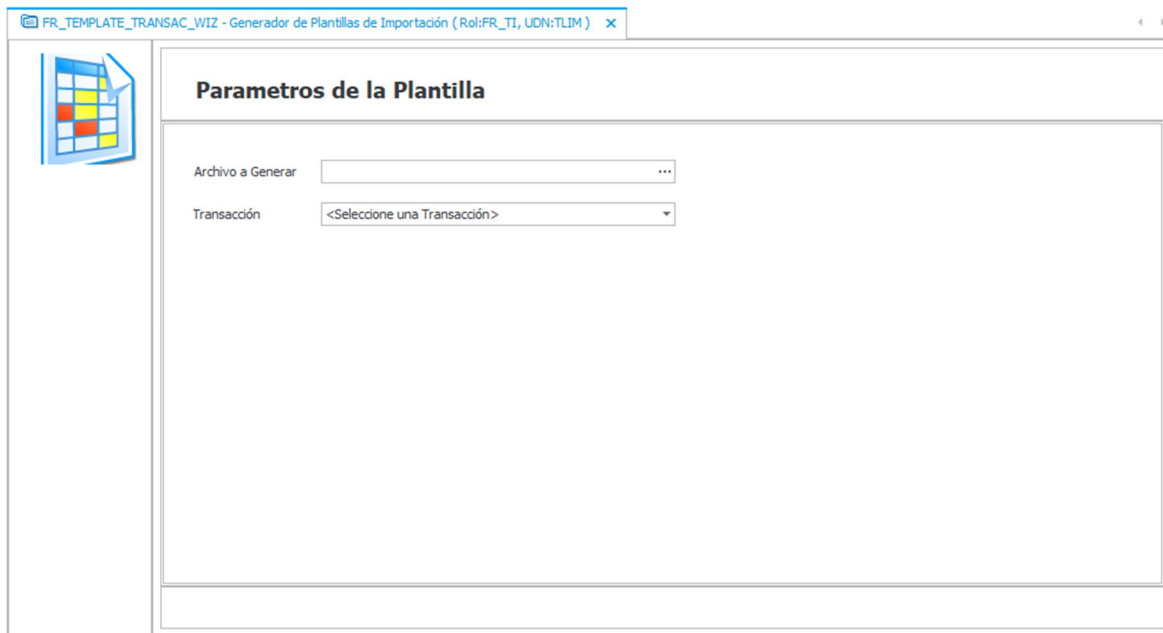 FR_TEMPLATE_TRANSAC_WIZ - Generador de Plantillas de Importación ( Rol:FR_TI, UDN:TLIM )
Parametros de la Plantilla
Archivo a Generar
Transacción <Seleccione una Transacción>